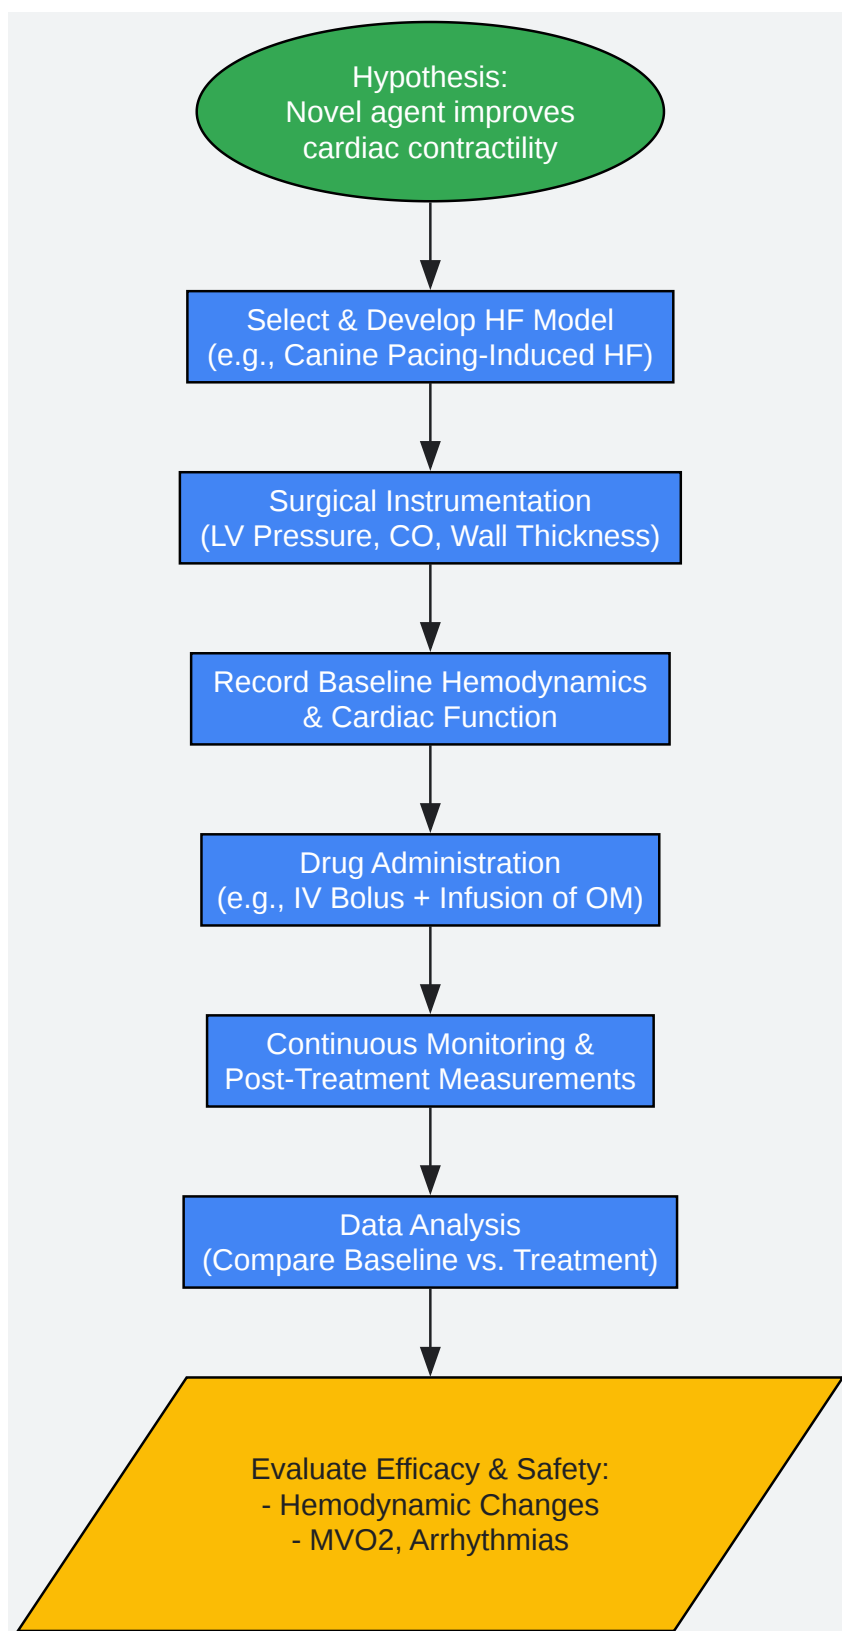 Hypothesis:
Novel agent improves
cardiac contractility
Select & Develop HF Model
(e.g., Canine Pacing-Induced HF)
Surgical Instrumentation
(LV Pressure, CO, Wall Thickness)
Record Baseline Hemodynamics
& Cardiac Function
Drug Administration
(e.g., IV Bolus + Infusion of OM)
Continuous Monitoring &
Post-Treatment Measurements
Data Analysis
(Compare Baseline vs. Treatment)
Evaluate Efficacy & Safety:
- Hemodynamic Changes
- MVO2, Arrhythmias